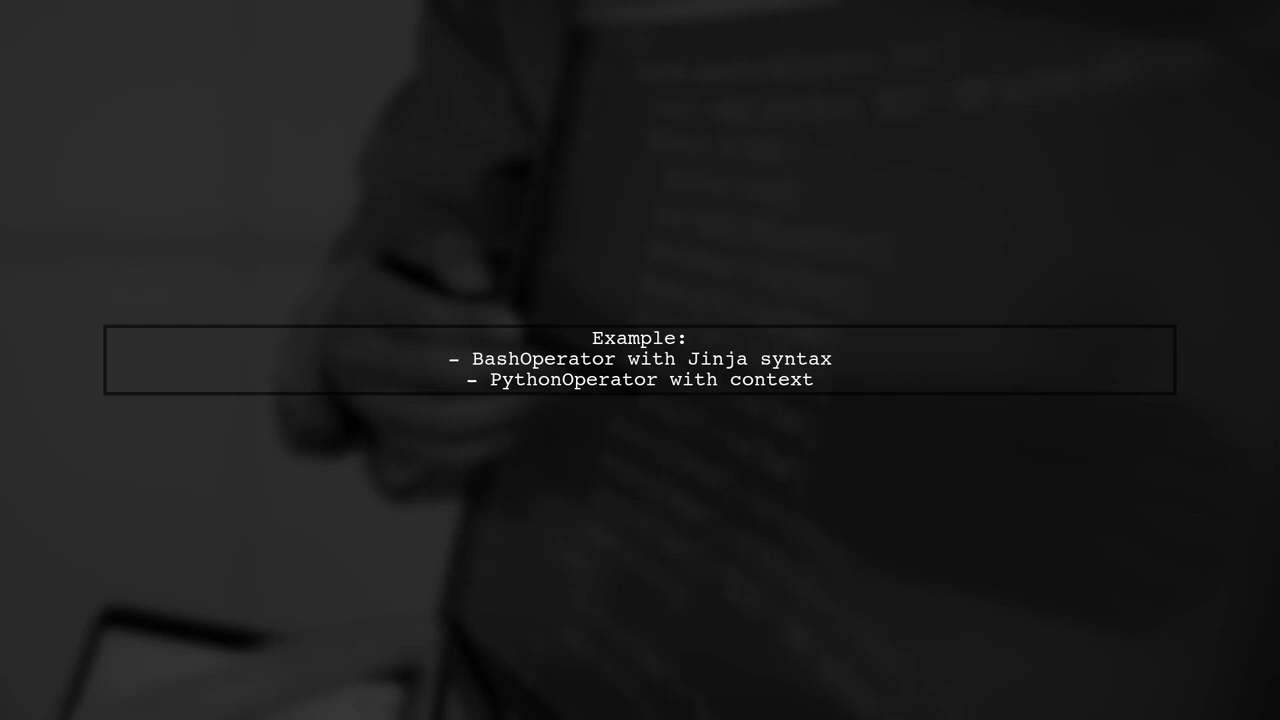 Example:
- BashOperator with Jinja syntax
- PythonOperator with context